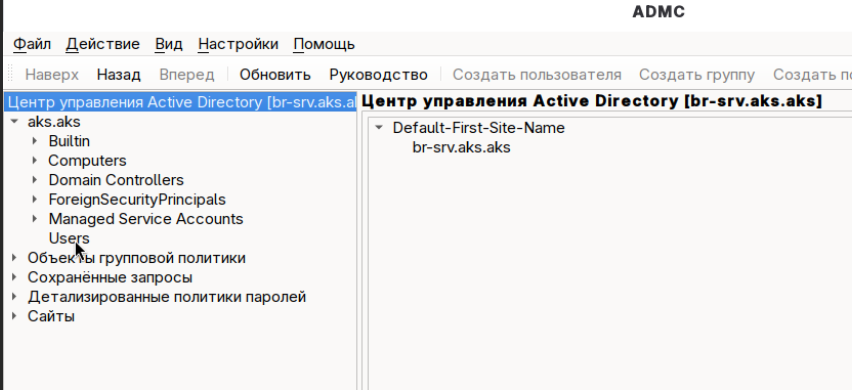 ADMC
Файл Действие Вид Настройки Помощь
Наверх Назад Вперед Обновить Руководство Создать пользователя Создать группу Создать
Центр управления Active Directory [br-srv.aks.a
Центр управления Active Directory [br-srv.aks.aks]
aks.aks
Builtin
Computers
Domain Controllers
ForeignSecurityPrincipals
Managed Service Accounts
Users
Объекты групповой политики
Сохранённые запросы
Детализированные политики паролей
Сайты
Default-First-Site-Name
br-srv.aks.aks